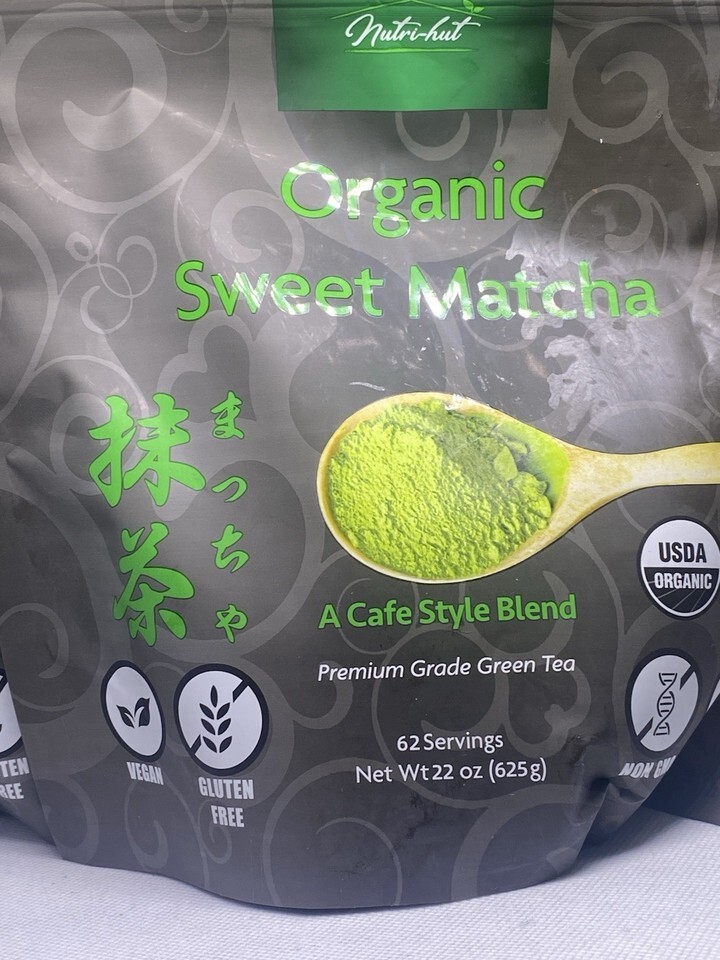 Nutri-hut
Organic
Sweet Matcha
抹茶
まっちゃ
A Cafe Style Blend
Premium Grade Green Tea
62 Servings
Net Wt 22 oz (625g)
USDA
ORGANIC
VEGAN
GLUTEN
FREE
NON